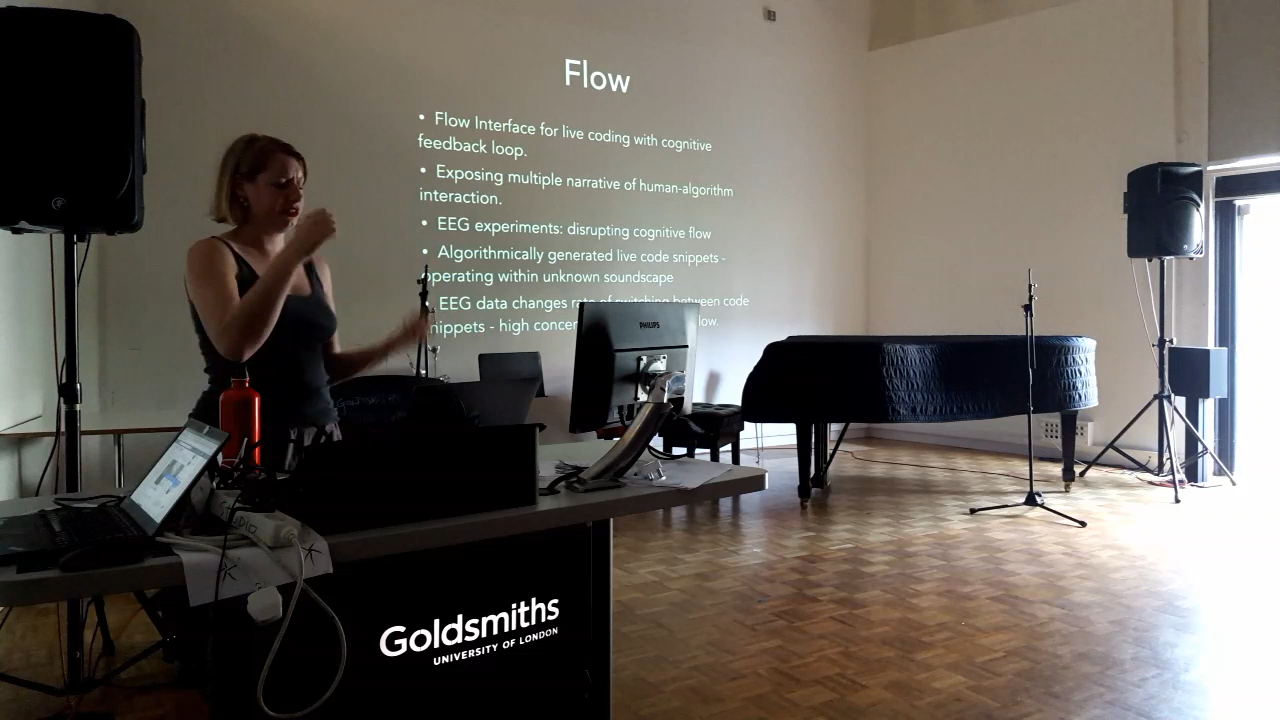 Flow
• Flow Interface for live coding with cognitive
feedback loop.
• Exposing multiple narrative of human-algorithm
interaction.
• EEG experiments: disrupting cognitive flow
• Algorithmically generated live code snippets -
operating within unknown soundscape
• EEG data changes rate of switching between code
snippets - high flow.
PHILIPS
STUDIO
Goldsmiths
UNIVERSITY OF LONDON